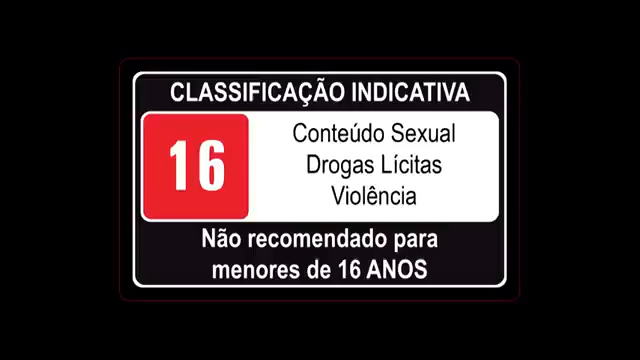 CLASSIFICAÇÃO INDICATIVA
16
Conteúdo Sexual
Drogas Lícitas
Violência
Não recomendado para
menores de 16 ANOS